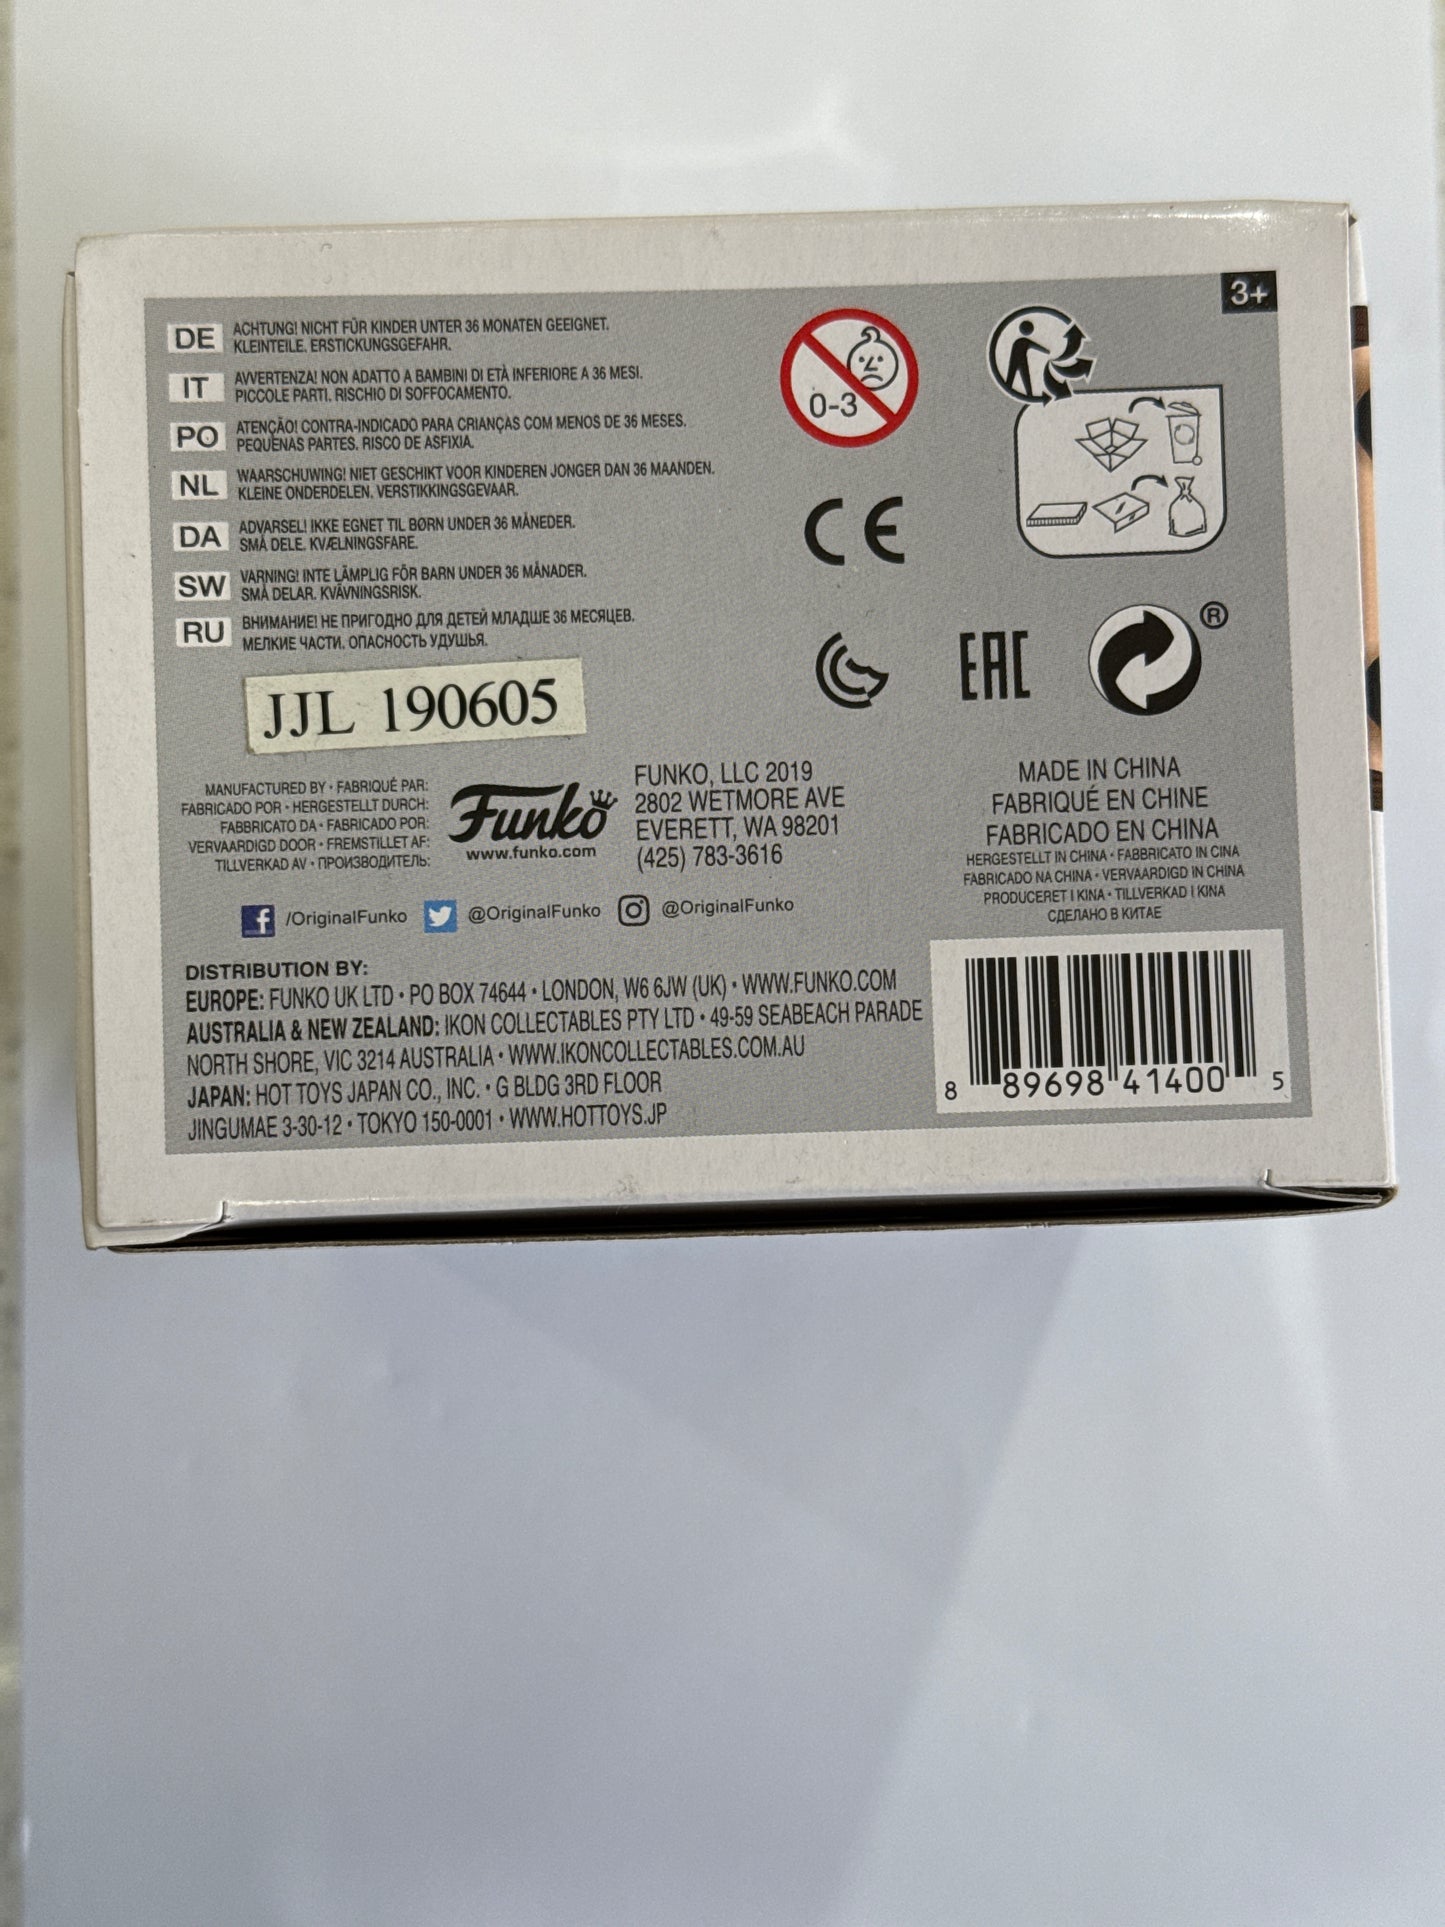 3+
DE ACHTUNG! NICHT FÜR KINDER UNTER 36 MONATEN GEEIGNET.
KLEINTEILE. ERSTICKUNGSGEFAHR.
IT AVVERTENZA! NON ADATTO A BAMBINI DI ETÀ INFERIORE A 36 MESI.
PICCOLE PARTI. RISCHIO DI SOFFOCAMENTO.
PO ATENÇÃO! CONTRA-INDICADO PARA CRIANÇAS COM MENOS DE 36 MESES.
PEQUENAS PARTES. RISCO DE ASFIXIA.
NL WAARSCHUWING! NIET GESCHIKT VOOR KINDEREN JONGER DAN 36 MAANDEN.
KLEINE ONDERDELEN. VERSTIKKINGSGEVAAR.
DA ADVARSEL! IKKE EGNET TIL BØRN UNDER 36 MÅNEDER.
SMÅ DELE. KVÆLNINGSFARE.
SW VARNING! INTE LÄMPLIG FÖR BARN UNDER 36 MÅNADER.
SMÅ DELAR. KVÄVNINGSRISK.
RU ВНИМАНИЕ! НЕ ПРИГОДНО ДЛЯ ДЕТЕЙ МЛАДШЕ 36 МЕСЯЦЕВ.
МЕЛКИЕ ЧАСТИ. ОПАСНОСТЬ УДУШЬЯ.
0-3
CE
EAC
®
JJL 190605
MANUFACTURED BY • FABRIQUÉ PAR:
FABRICADO POR • HERGESTELLT DURCH:
FABBRICATO DA • FABRICADO POR:
VERVAARDIGD DOOR • FREMSTILLET AF:
TILLVERKAD AV • ПРОИЗВОДИТЕЛЬ:
Funko
www.funko.com
FUNKO, LLC 2019
2802 WETMORE AVE
EVERETT, WA 98201
(425) 783-3616
MADE IN CHINA
FABRIQUÉ EN CHINE
FABRICADO EN CHINA
HERGESTELLT IN CHINA • FABBRICATO IN CINA
FABRICADO NA CHINA • VERVAARDIGD IN CHINA
PRODUCERET I KINA • TILLVERKAD I KINA
СДЕЛАНО В КИТАЕ
f /OriginalFunko @OriginalFunko @OriginalFunko
DISTRIBUTION BY:
EUROPE: FUNKO UK LTD • PO BOX 74644 • LONDON, W6 6JW (UK) • WWW.FUNKO.COM
AUSTRALIA & NEW ZEALAND: IKON COLLECTABLES PTY LTD • 49-59 SEABEACH PARADE
NORTH SHORE, VIC 3214 AUSTRALIA • WWW.IKONCOLLECTABLES.COM.AU
JAPAN: HOT TOYS JAPAN CO., INC. • G BLDG 3RD FLOOR
JINGUMAE 3-30-12 • TOKYO 150-0001 • WWW.HOTTOYS.JP
8 89698 41400 5